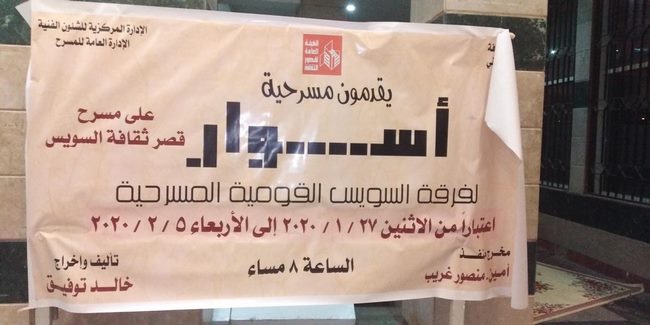 الإدارة المركزية للشئون الفنية
الإدارة العامة للمسرح
الهيئة
العامة
لقصور
الثقافة
يقدمون مسرحية
على مسرح
قصر ثقافة السويس
أســوار
لفرقة السويس القومية المسرحية
اعتباراً من الاثنين ٢٠٢٠/١/٢٧ إلى الأربعاء ٢٠٢٠/٢/٥
الساعة ٨ مساء
مخرج منفذ
أمين. منصور غريب
تأليف وإخراج
خالد توفيق